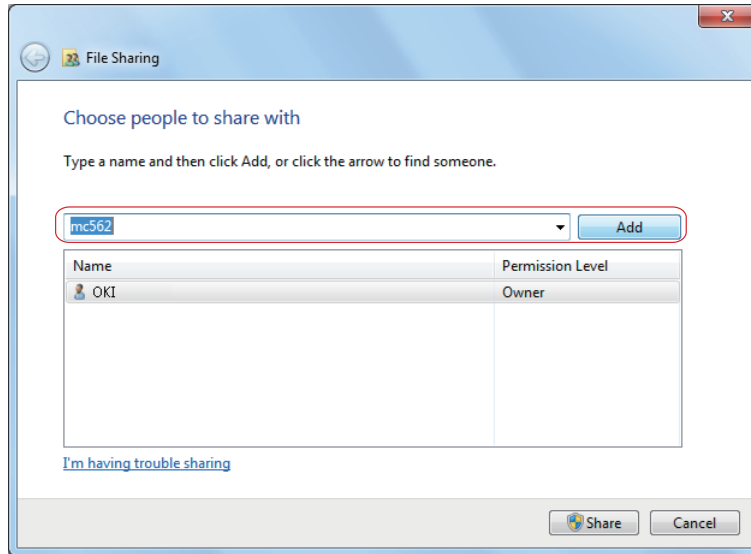 File Sharing
Choose people to share with
Type a name and then click Add, or click the arrow to find someone.
mc562 Add
Name Permission Level
OKI Owner
I'm having trouble sharing
Share Cancel